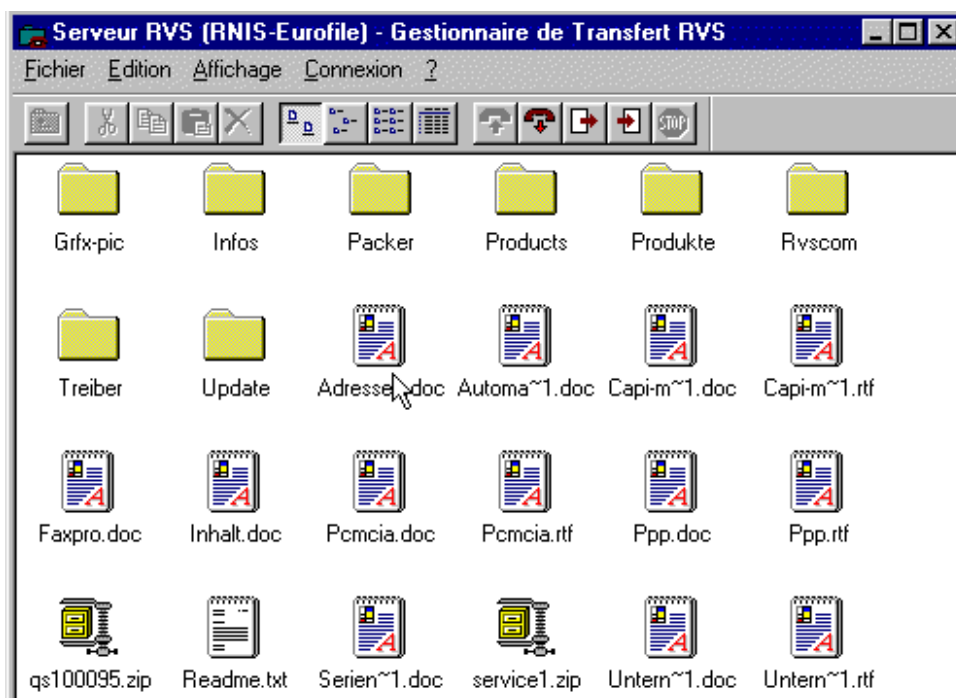 Serveur RVS (RNIS-Eurofile) - Gestionnaire de Transfert RVS
Fichier Edition Affichage Connexion ?
STOP
Grfx-pic Infos Packer Products Produkte Rvscom
Treiber Update Adresse .doc Automa~1.doc Capi-m~1.doc Capi-m~1.rtf
Faxpro.doc Inhalt.doc Pcmcia.doc Pcmcia.rtf Ppp.doc Ppp.rtf
qs100095.zip Readme.txt Serien~1.doc service1.zip Untern~1.doc Untern~1.rtf